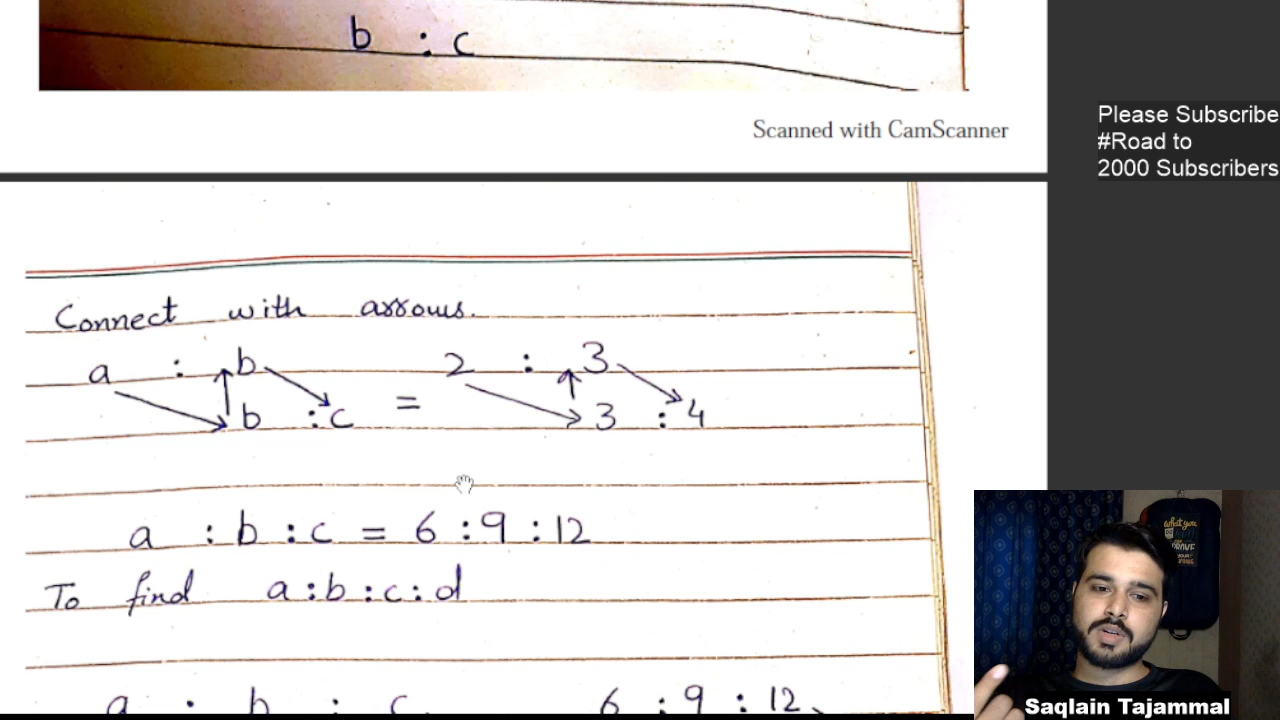 b : c
Scanned with CamScanner
Please Subscribe
#Road to
2000 Subscribers
Connect with arrows.
a : b = 2 : 3
b : c 3 : 4
a : b : c = 6 : 9 : 12
To find a : b : c : d
a : b : c 6 : 9 : 12
Saqlain Tajammal